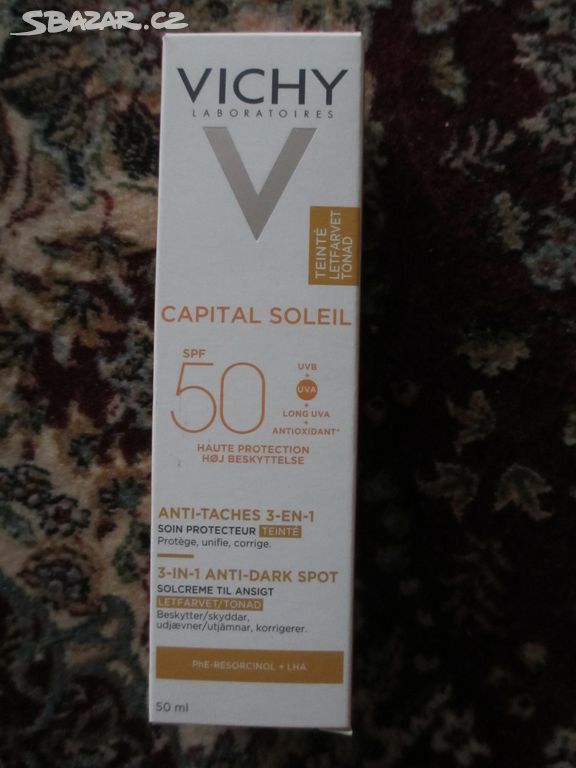 SBAZAR.CZ
VICHY
LABORATOIRES
TEINTÉ
LETFARVET
TONAD
CAPITAL SOLEIL
SPF
50
UVB
+
UVA
+
LONG UVA
+
ANTIOXIDANT*
HAUTE PROTECTION
HØJ BESKYTTELSE
ANTI-TACHES 3-EN-1
SOIN PROTECTEUR TEINTÉ
Protège, unifie, corrige.
3-IN-1 ANTI-DARK SPOT
SOLCREME TIL ANSIGT
LETFARVET/TONAD
Beskytter/skyddar,
udjævner/utjämnar, korrigerer.
PhE-RESORCINOL + LHA
50 ml